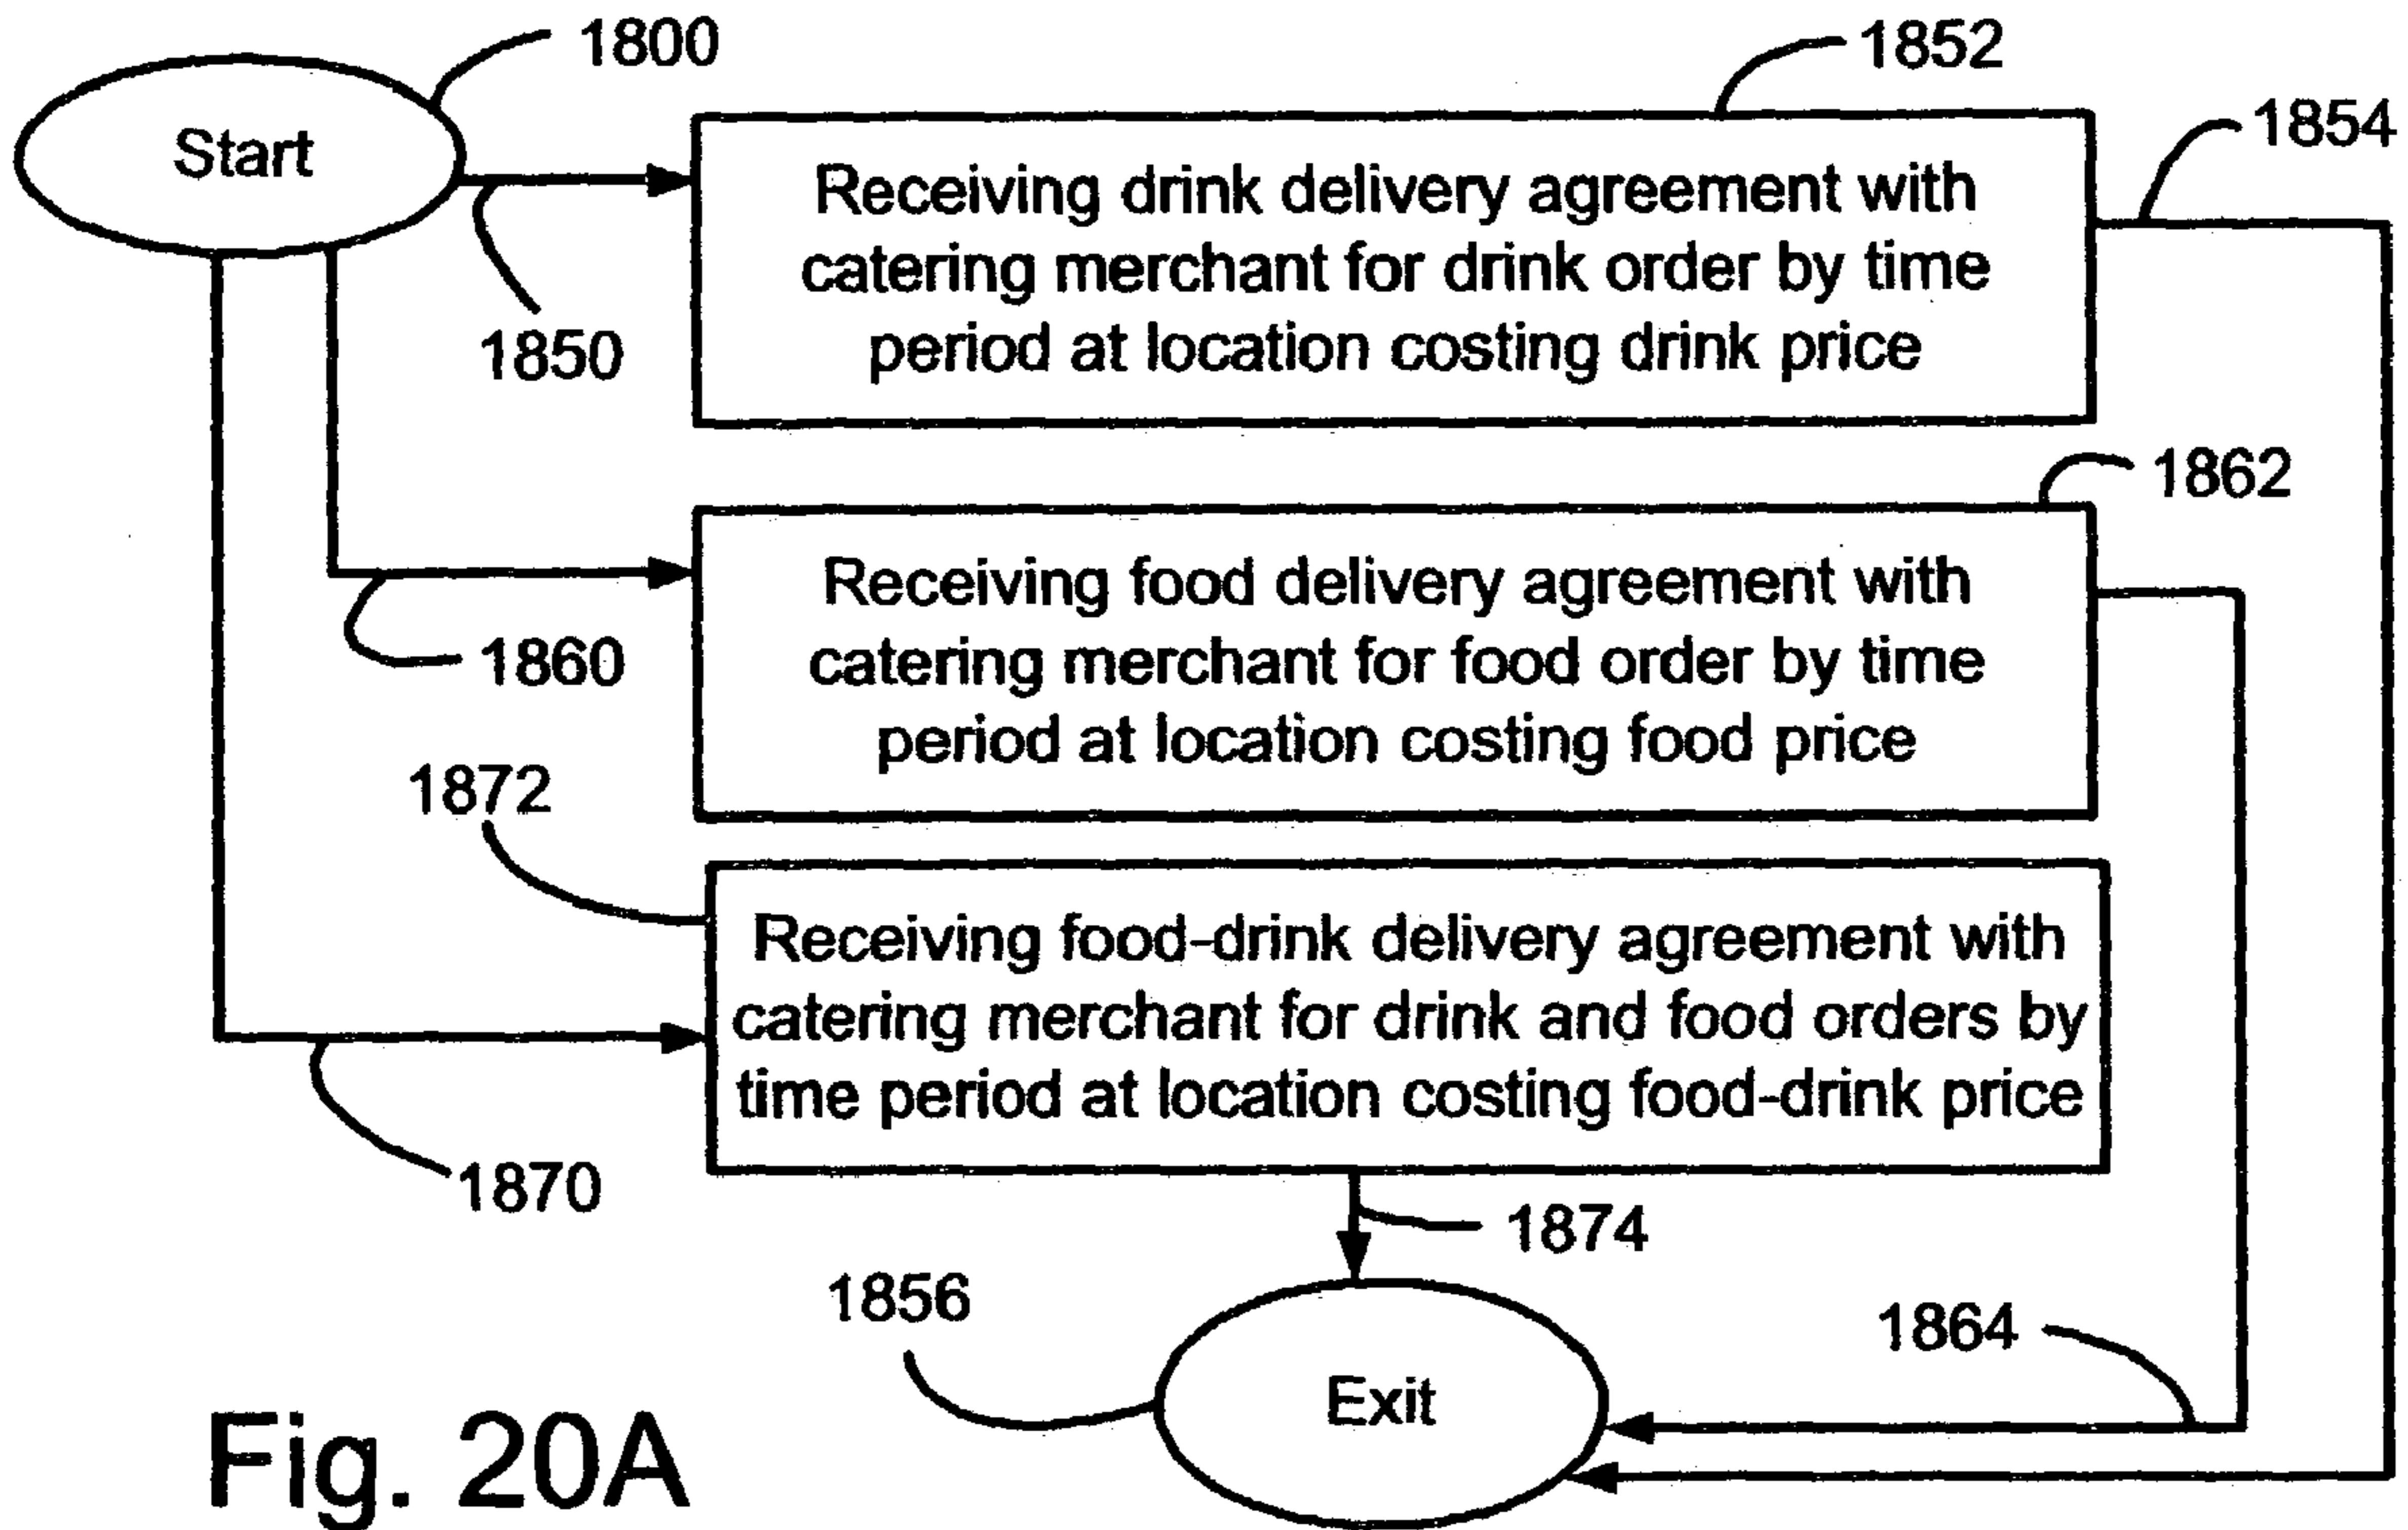 1800
1852
Start
1854
Receiving drink delivery agreement with
catering merchant for drink order by time
period at location costing drink price
1850
1862
Receiving food delivery agreement with
catering merchant for food order by time
period at location costing food price
1860
1872
Receiving food-drink delivery agreement with
catering merchant for drink and food orders by
time period at location costing food-drink price
1870
1874
1856
1864
Exit
Fig. 20A